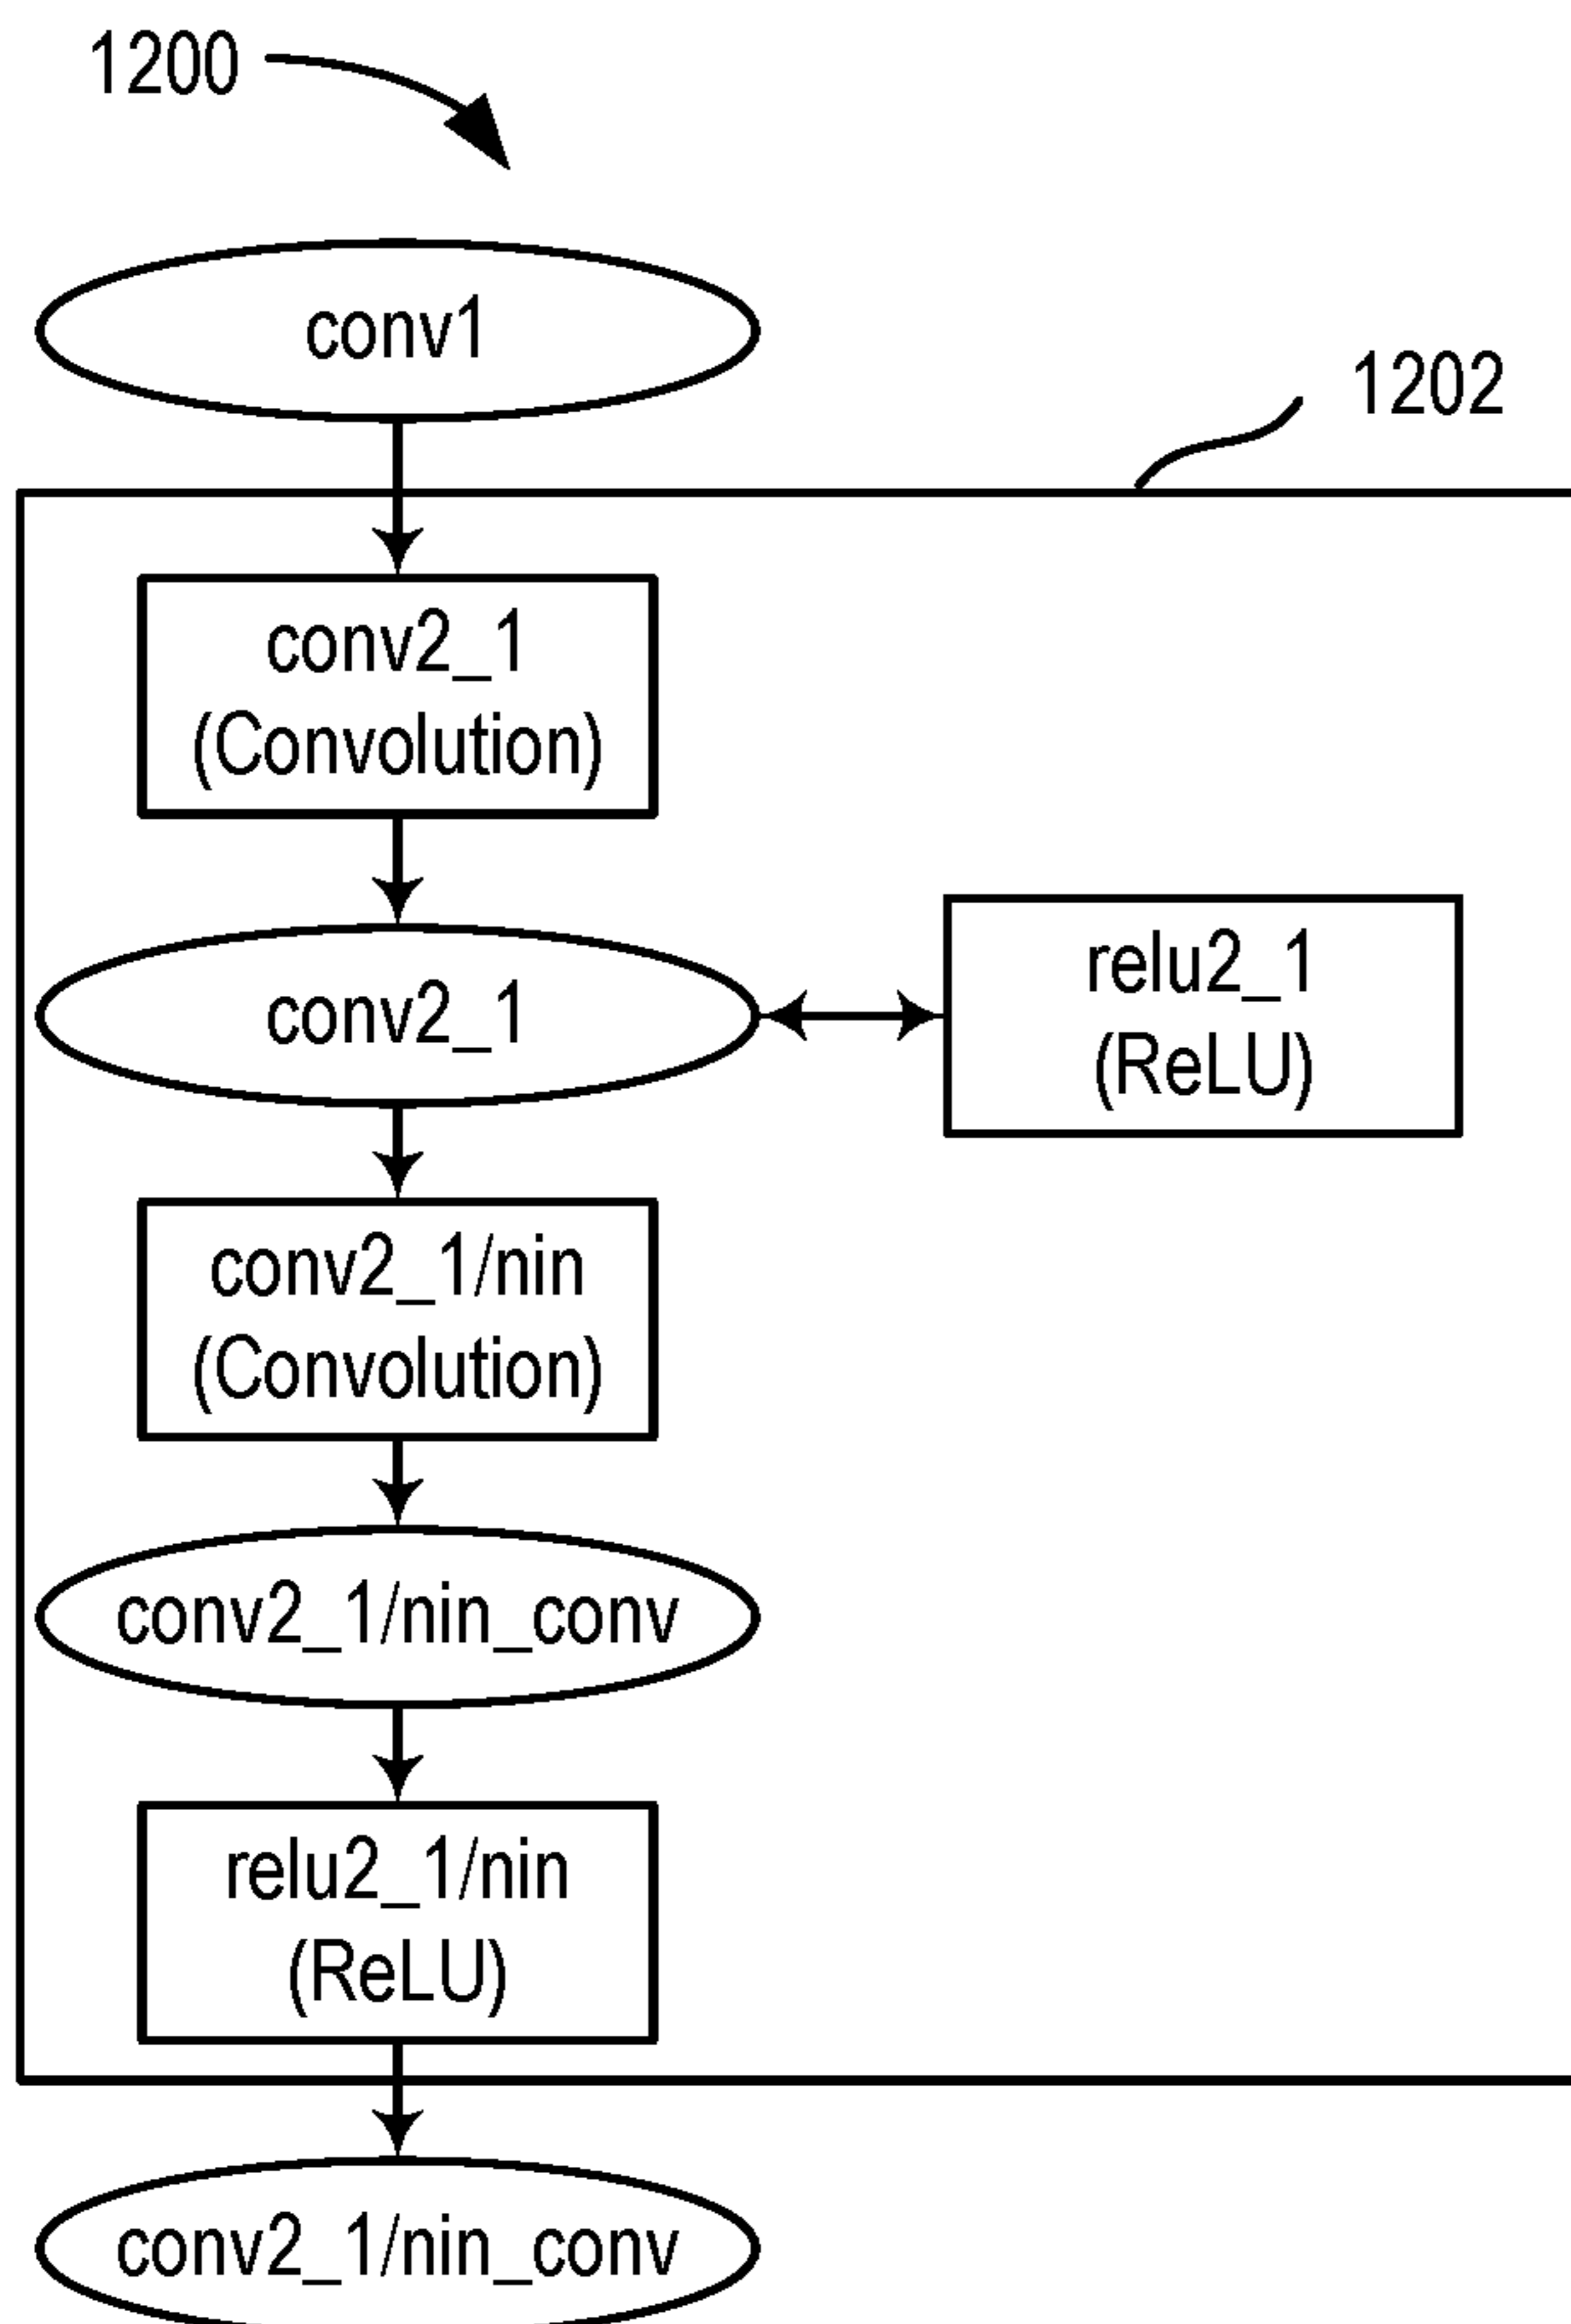 1200
conv1
1202
conv2_1
(Convolution)
conv2_1
relu2_1
(ReLU)
conv2_1/nin
(Convolution)
conv2_1/nin_conv
relu2_1/nin
(ReLU)
conv2_1/nin_conv